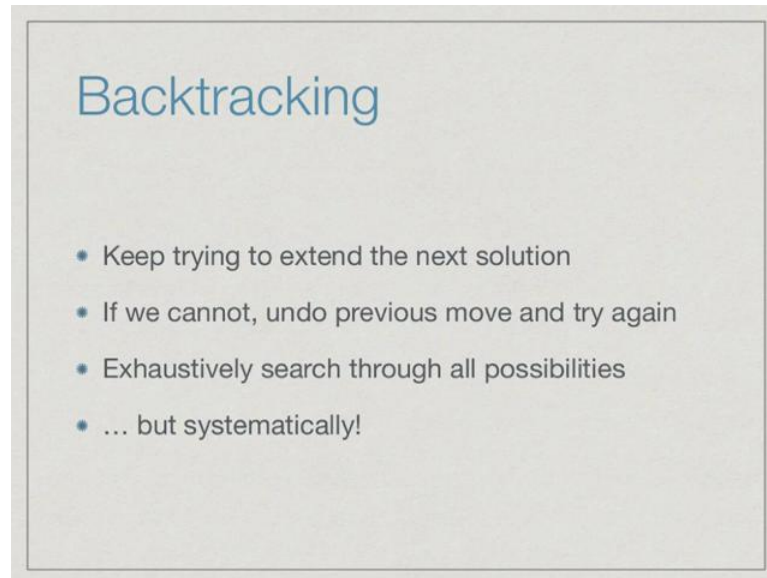 Backtracking
Keep trying to extend the next solution
If we cannot, undo previous move and try again
Exhaustively search through all possibilities
… but systematically!